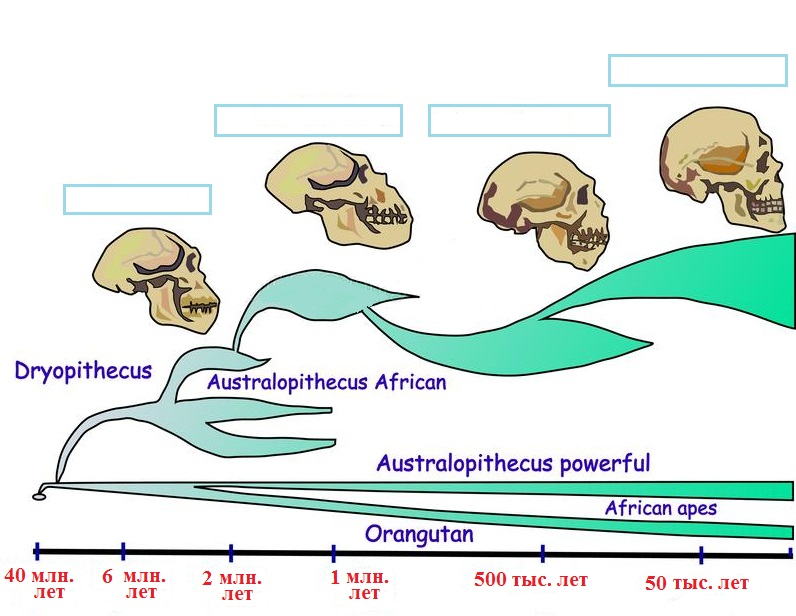 Dryopithecus
Australopithecus African
Australopithecus powerful
African apes
Orangutan
40 млн.
лет
6 млн.
лет
2 млн.
лет
1 млн.
лет
500 тыс. лет
50 тыс. лет